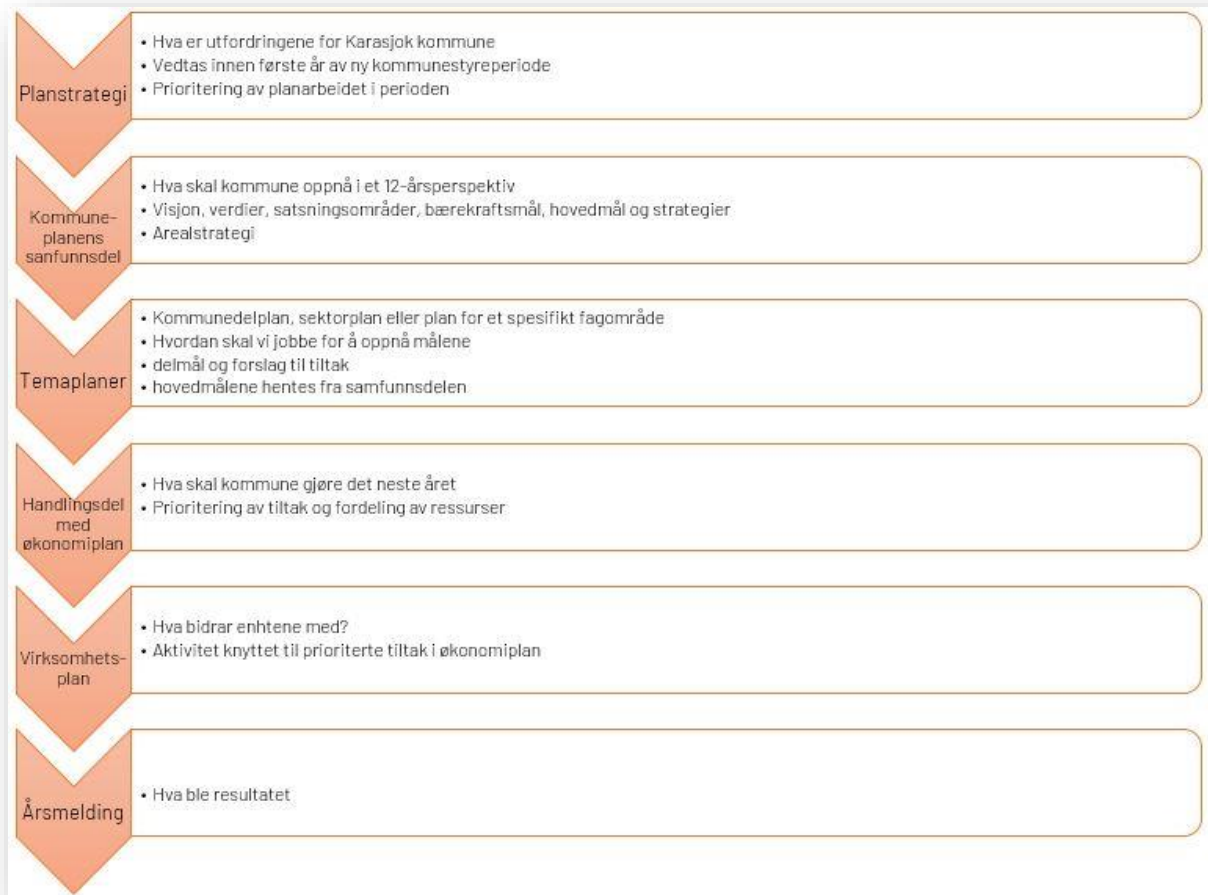 Planstrategi
• Hva er utfordringene for Karasjok kommune
• Vedtas innen første år av ny kommunestyreperiode
• Prioritering av planarbeidet i perioden
Kommune-
planens
sanfunnsdel
• Hva skal kommune oppnå i et 12-årsperspektiv
• Visjon, verdier, satsningsområder, bærekraftsmål, hovedmål og strategier
• Arealstrategi
Temaplaner
• Kommunedelplan, sektorplan eller plan for et spesifikt fagområde
• Hvordan skal vi jobbe for å oppnå målene
• delmål og forslag til tiltak
• hovedmålene hentes fra samfunnsdelen
Handlingsdel
med
økonomiplan
• Hva skal kommune gjøre det neste året
• Prioritering av tiltak og fordeling av ressurser
Virksomhets-
plan
• Hva bidrar enhtene med?
• Aktivitet knyttet til prioriterte tiltak i økonomiplan
Årsmelding
• Hva ble resultatet